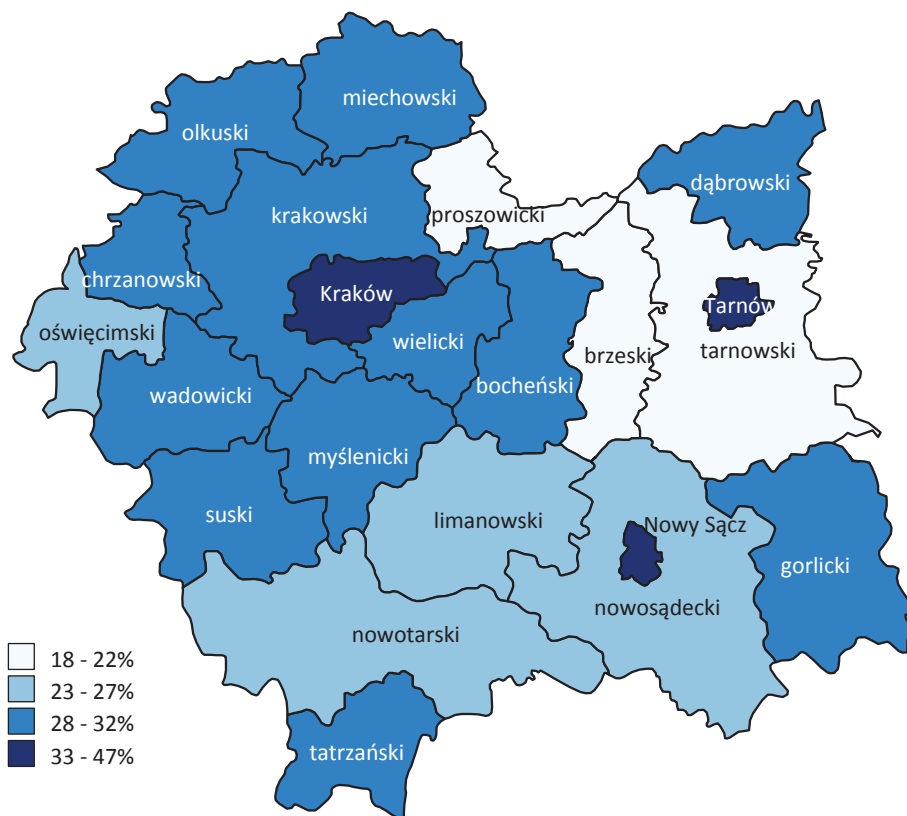 miechowski
olkuski
dąbrowski
krakowski
proszowicki
chrzanowski
Kraków
Tarnów
oświęcimski
wielicki
brzeski
tarnowski
wadowicki
bocheński
myślenicki
suski
limanowski
Nowy Sącz
gorlicki
nowosądecki
nowotarski
tatrzański
18 - 22%
23 - 27%
28 - 32%
33 - 47%